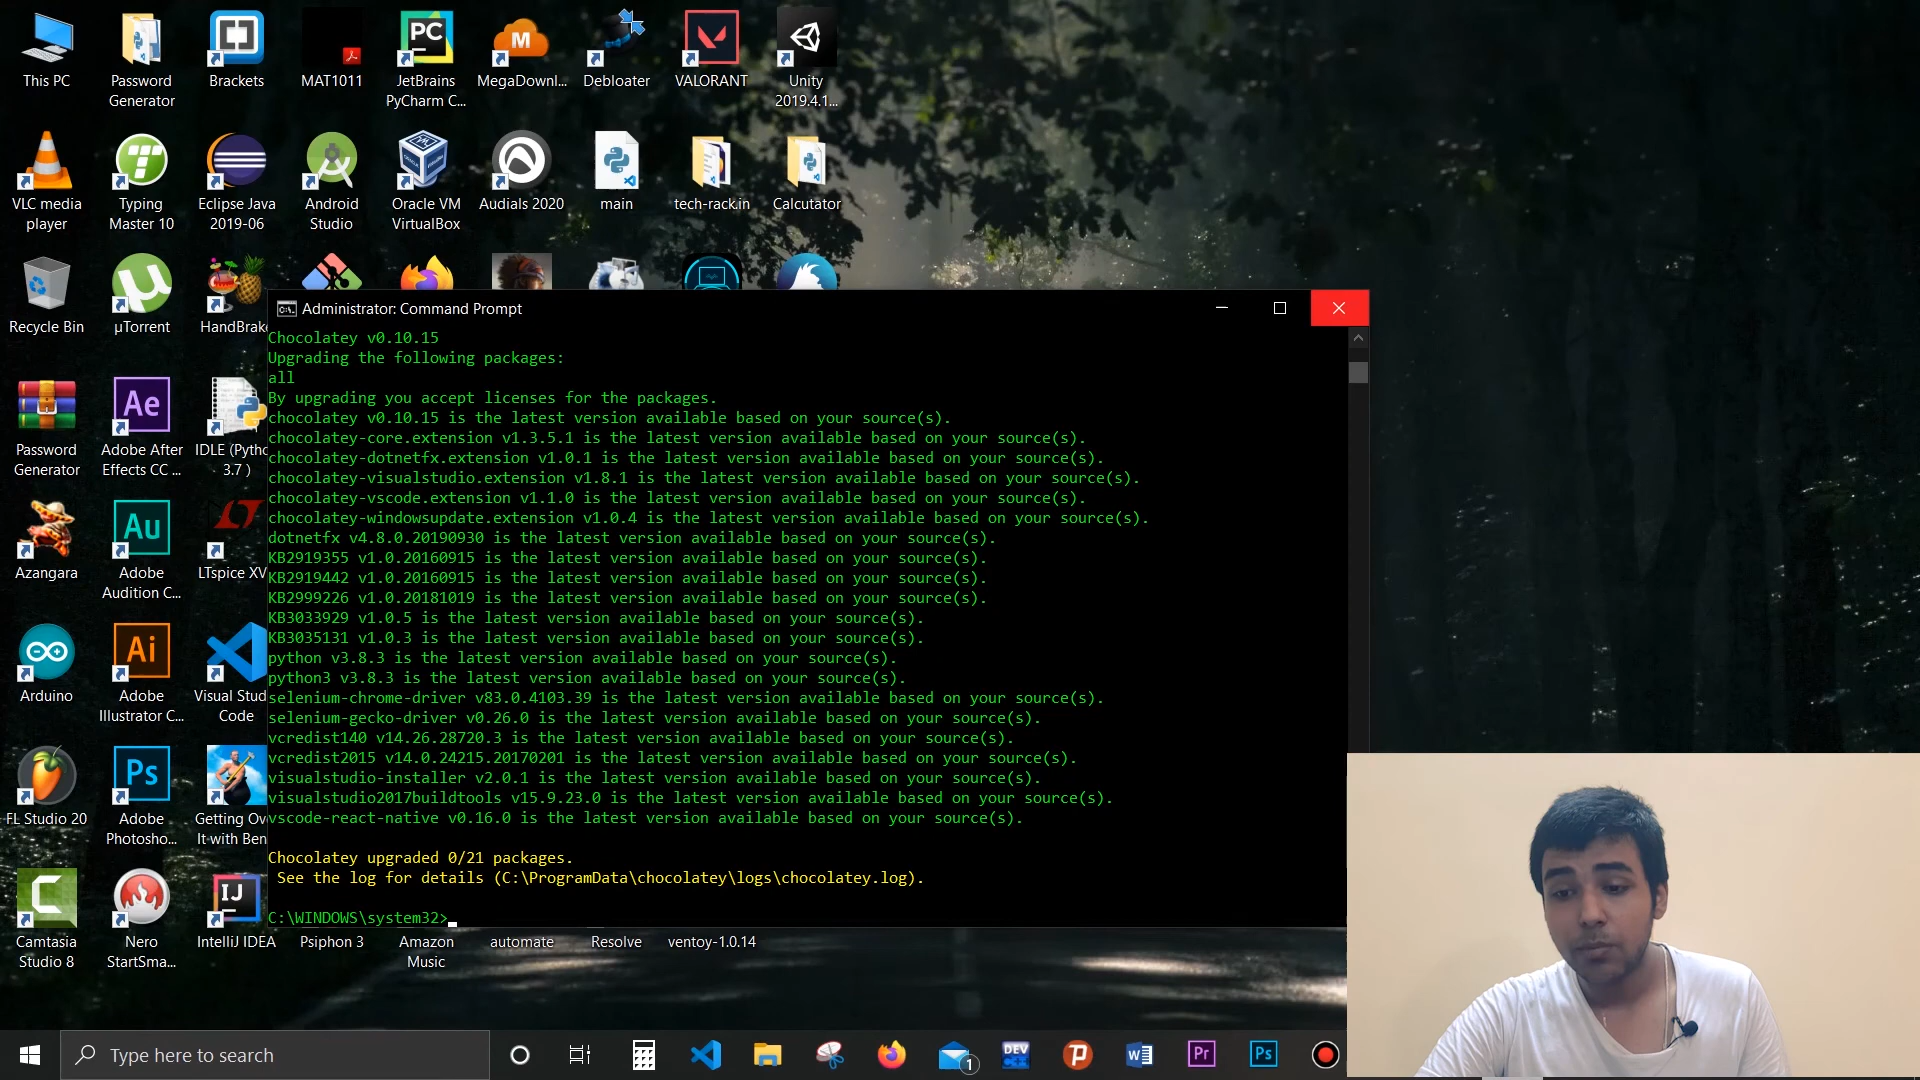 This PC
Password
Generator
Brackets
MAT1011
PC
JetBrains
PyCharm C...
M
MegaDownl...
Debloater
VALORANT
Unity
2019.4.1...
VLC media
player
Typing
Master 10
Eclipse Java
2019-06
Android
Studio
Oracle VM
VirtualBox
Audials 2020
main
tech-rack.in
Calcutator
Recycle Bin
µTorrent
HandBrake
Administrator: Command Prompt
Chocolatey v0.10.15
Upgrading the following packages:
all
By upgrading you accept licenses for the packages.
chocolatey v0.10.15 is the latest version available based on your source(s).
chocolatey-core.extension v1.3.5.1 is the latest version available based on your source(s).
chocolatey-dotnetfx.extension v1.0.1 is the latest version available based on your source(s).
chocolatey-visualstudio.extension v1.8.1 is the latest version available based on your source(s).
chocolatey-vscode.extension v1.1.0 is the latest version available based on your source(s).
chocolatey-windowsupdate.extension v1.0.4 is the latest version available based on your source(s).
dotnetfx v4.8.0.20190930 is the latest version available based on your source(s).
KB2919355 v1.0.20160915 is the latest version available based on your source(s).
KB2919442 v1.0.20160915 is the latest version available based on your source(s).
KB2999226 v1.0.20181019 is the latest version available based on your source(s).
KB3033929 v1.0.5 is the latest version available based on your source(s).
KB3035131 v1.0.3 is the latest version available based on your source(s).
python v3.8.3 is the latest version available based on your source(s).
python3 v3.8.3 is the latest version available based on your source(s).
selenium-chrome-driver v83.0.4103.39 is the latest version available based on your source(s).
selenium-gecko-driver v0.26.0 is the latest version available based on your source(s).
vcredist140 v14.26.28720.3 is the latest version available based on your source(s).
vcredist2015 v14.0.24215.20170201 is the latest version available based on your source(s).
visualstudio-installer v2.0.1 is the latest version available based on your source(s).
visualstudio2017buildtools v15.9.23.0 is the latest version available based on your source(s).
vscode-react-native v0.16.0 is the latest version available based on your source(s).
Chocolatey upgraded 0/21 packages.
See the log for details (C:\ProgramData\chocolatey\logs\chocolatey.log).
C:\WINDOWS\system32>
Password
Generator
Ae
Adobe After
Effects CC ...
IDLE (Pytho
3.7 )
Azangara
Au
Adobe
Audition C...
LTspice XV
Arduino
Ai
Adobe
Illustrator C...
Visual Stud
Code
FL Studio 20
Ps
Adobe
Photosho...
Getting Ov
It with Ben
Camtasia
Studio 8
Nero
StartSma...
IJ
IntelliJ IDEA
Psiphon 3
Amazon
Music
automate
Resolve
ventoy-1.0.14
Type here to search
1
DEV
C++
W
Pr
Ps